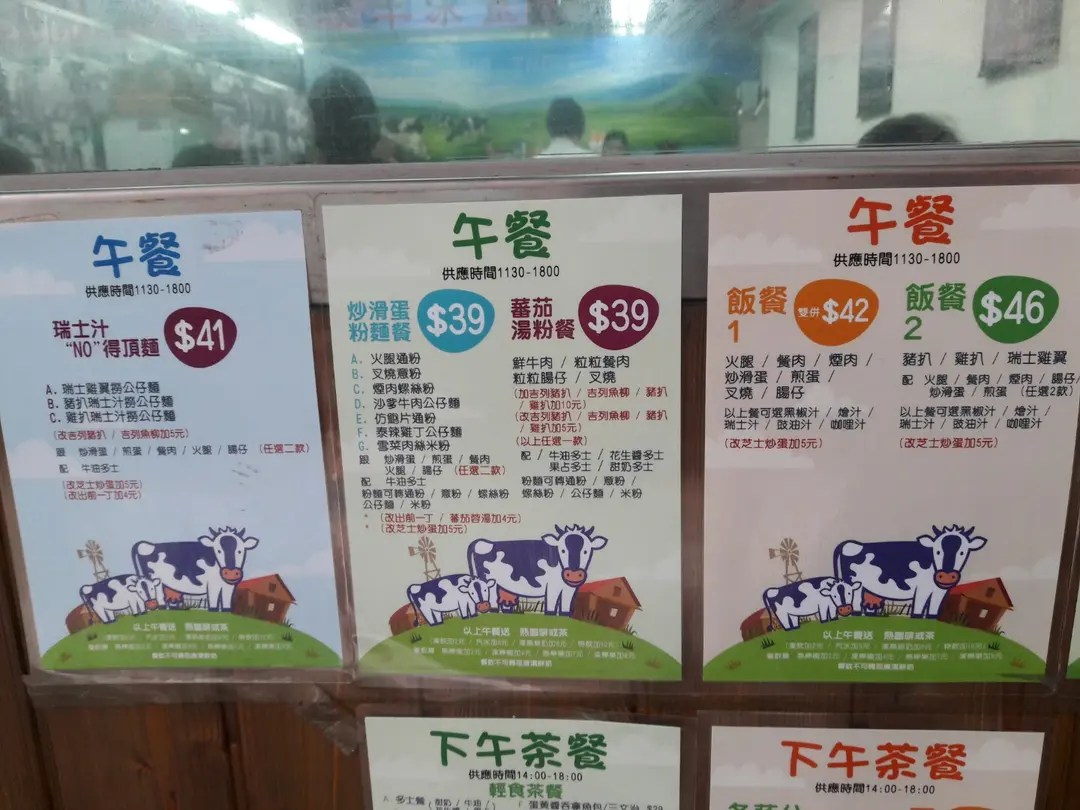 午餐
供應時間1130-1800
瑞士汁
"NO"得頂麵
$41
A. 瑞士雞翼撈公仔麵
B. 豬扒瑞士汁撈公仔麵
C. 雞扒瑞士汁撈公仔麵
(改吉列豬扒 / 吉列魚柳加5元)
跟 炒滑蛋 / 煎蛋 / 餐肉 / 火腿 / 腸仔 (任選二款)
配 牛油多士
(改芝士炒蛋加5元)
(改出前一丁加4元)
以上午餐送 熱咖啡或茶
午餐
供應時間1130-1800
炒滑蛋
粉麵餐
$39
A. 火腿通粉
B. 叉燒意粉
C. 煙肉螺絲粉
D. 沙爹牛肉公仔麵
E. 仿鮑片通粉
F. 泰辣雞丁公仔麵
G. 雪菜肉絲米粉
跟 炒滑蛋 / 煎蛋 / 餐肉
火腿 / 腸仔 (任選二款)
配 牛油多士
粉麵可轉通粉 / 意粉 / 螺絲粉
公仔麵 / 米粉
* (改出前一丁 / 蕃茄蓉湯加4元)
* (改芝士炒蛋加5元)
蕃茄
湯粉餐
$39
鮮牛肉 / 粒粒餐肉
粒粒腸仔 / 叉燒
(加吉列豬扒 / 吉列魚柳 / 豬扒
/ 雞扒加10元)
(改吉列豬扒 / 吉列魚柳 / 豬扒
/ 雞扒加5元)
(以上任選一款)
配 / 牛油多士 / 花生醬多士
果占多士 / 甜奶多士
粉麵可轉通粉 / 意粉 /
螺絲粉 / 公仔麵 / 米粉
以上午餐送 熱咖啡或茶
午餐
供應時間1130-1800
飯餐
1
雙併 $42
火腿 / 餐肉 / 煙肉 /
炒滑蛋 / 煎蛋 /
叉燒 / 腸仔
以上餐可選黑椒汁 / 燴汁 /
瑞士汁 / 豉油汁 / 咖喱汁
(改芝士炒蛋加5元)
飯餐
2
$46
豬扒 / 雞扒 / 瑞士雞翼
配 火腿 / 餐肉 / 煙肉 / 腸仔/
炒滑蛋 / 煎蛋 (任選2款)
以上餐可選黑椒汁 / 燴汁 /
瑞士汁 / 豉油汁 / 咖喱汁
(改芝士炒蛋加5元)
以上午餐送 熱咖啡或茶
下午茶餐
供應時間14:00-18:00
輕食茶餐
下午茶餐
供應時間14:00-18:00